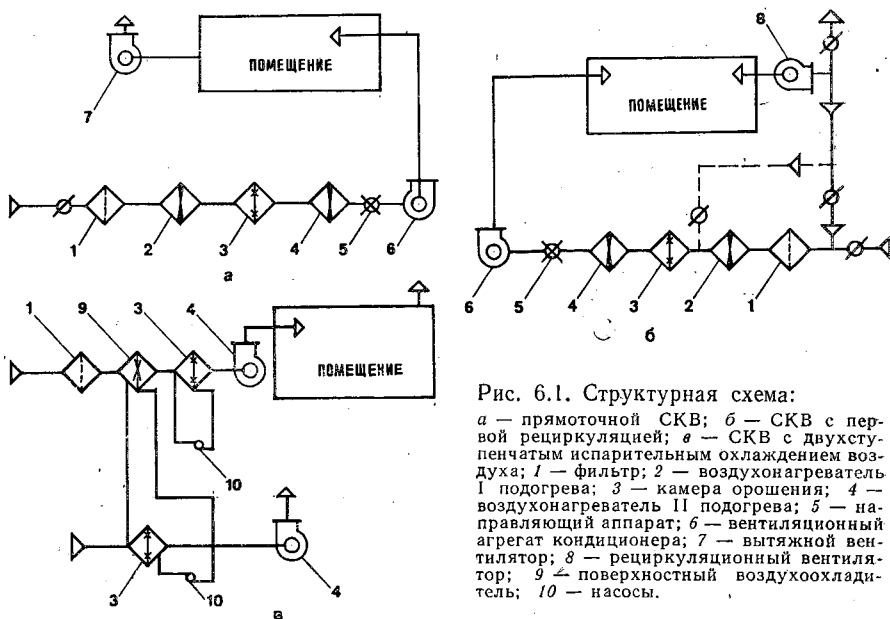 8
7
ПОМЕЩЕНИЕ
ПОМЕЩЕНИЕ
1
2
3
4
5
6
а
6
5
4
3
2
1
б
1
9
3
4
ПОМЕЩЕНИЕ
10
3
10
4
в
Рис. 6.1. Структурная схема:
а — прямоточной СКВ; б — СКВ с пер-
вой рециркуляцией; в — СКВ с двухсту-
пенчатым испарительным охлаждением воз-
духа; 1 — фильтр; 2 — воздухонагреватель
I подогрева; 3 — камера орошения; 4 —
воздухонагреватель II подогрева; 5 — на-
правляющий аппарат; 6 — вентиляционный
агрегат кондиционера; 7 — вытяжной вен-
тилятор; 8 — рециркуляционный вентиля-
тор; 9 — поверхностный воздухоохлади-
тель; 10 — насосы.